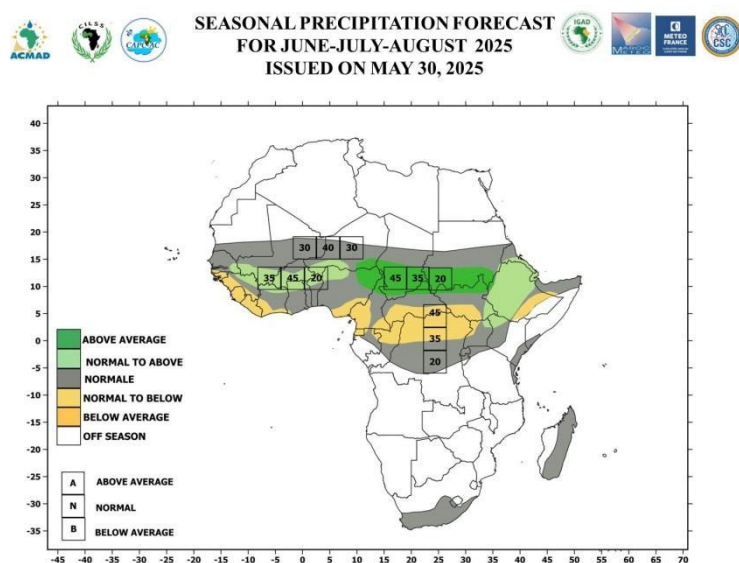 ACMAD
CILSS
CAPC-AC
SEASONAL PRECIPITATION FORECAST
FOR JUNE-JULY-AUGUST 2025
ISSUED ON MAY 30, 2025
IGAD
METEO
FRANCE
CSC
40
35
30
25
20
15
10
5
0
-5
-10
-15
-20
-25
-30
-35
30 40 30
35 45 20
45 35 20
45
35
20
ABOVE AVERAGE
NORMAL TO ABOVE
NORMALE
NORMAL TO BELOW
BELOW AVERAGE
OFF SEASON
A ABOVE AVERAGE
N NORMAL
B BELOW AVERAGE
-45 -40 -35 -30 -25 -20 -15 -10 -5 0 5 10 15 20 25 30 35 40 45 50 55 60 65 70